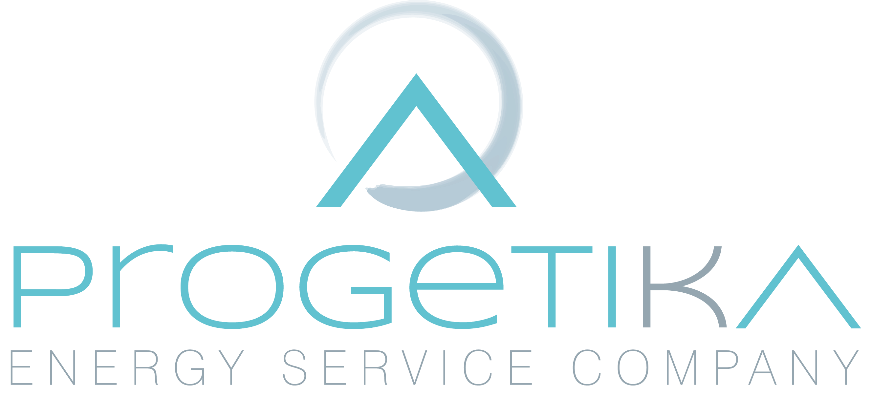 PROGETIKA
ENERGY SERVICE COMPANY